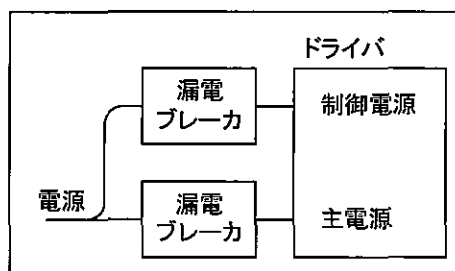 ドライバ
漏電
ブレーカ
制御電源
電源
漏電
ブレーカ
主電源